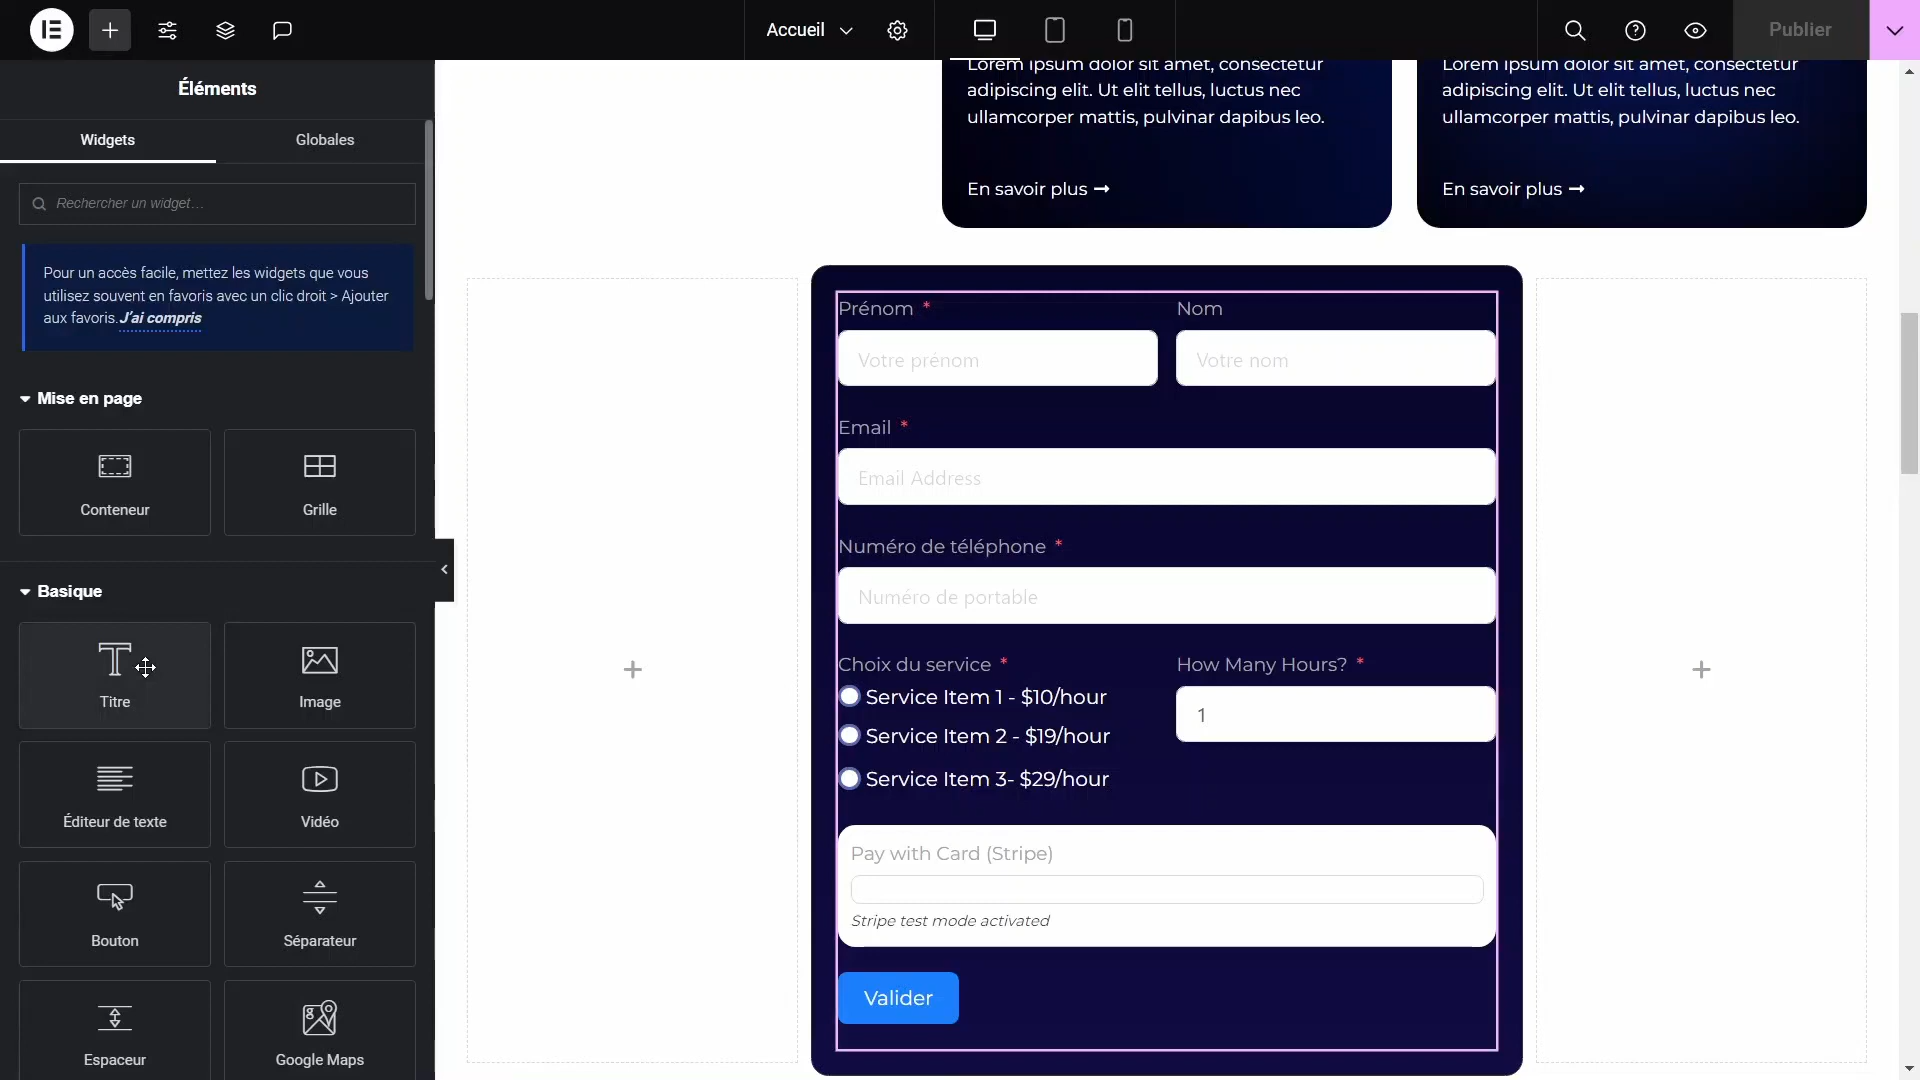 Accueil
Publier
Éléments
Widgets
Globales
Rechercher un widget...
Pour un accès facile, mettez les widgets que vous
utilisez souvent en favoris avec un clic droit > Ajouter
aux favoris. J'ai compris
Mise en page
Conteneur
Grille
Basique
Titre
Image
Éditeur de texte
Vidéo
Bouton
Séparateur
Espaceur
Google Maps
Lorem ipsum dolor sit amet, consectetur
adipiscing elit. Ut elit tellus, luctus nec
ullamcorper mattis, pulvinar dapibus leo.
En savoir plus →
Lorem ipsum dolor sit amet, consectetur
adipiscing elit. Ut elit tellus, luctus nec
ullamcorper mattis, pulvinar dapibus leo.
En savoir plus →
Prénom *
Nom
Votre prénom
Votre nom
Email *
Email Address
Numéro de téléphone *
Numéro de portable
Choix du service *
Service Item 1 - $10/hour
Service Item 2 - $19/hour
Service Item 3- $29/hour
How Many Hours? *
1
Pay with Card (Stripe)
Stripe test mode activated
Valider